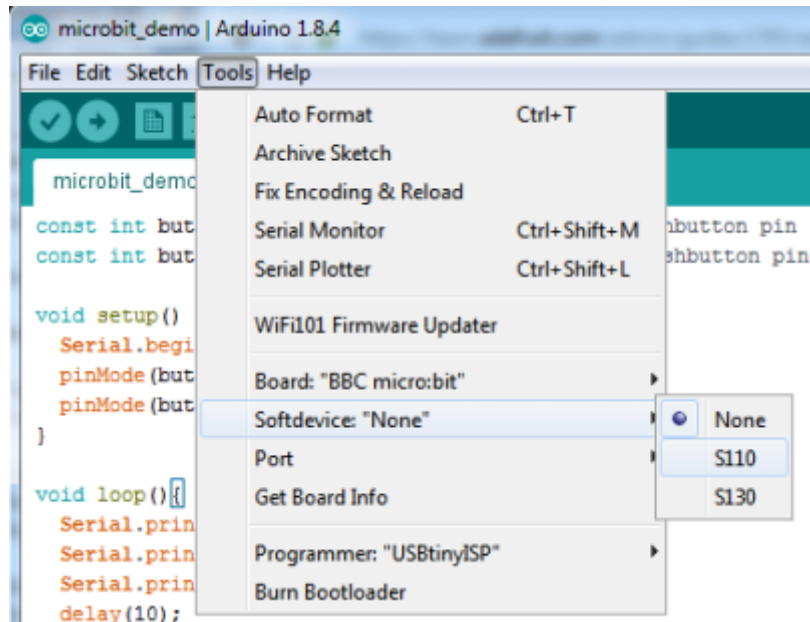 microbit_demo | Arduino 1.8.4
File Edit Sketch Tools Help
microbit_demo
const int but
const int but
void setup()
Serial.begi
pinMode(but
pinMode(but
}
void loop(){
Serial.prin
Serial.prin
Serial.prin
delay(10);
Auto Format Ctrl+T
Archive Sketch
Fix Encoding & Reload
Serial Monitor Ctrl+Shift+M
Serial Plotter Ctrl+Shift+L
WiFi101 Firmware Updater
Board: "BBC micro:bit"
Softdevice: "None"
Port
Get Board Info
Programmer: "USBtinyISP"
Burn Bootloader
None
S110
S130
hbutton pin
shbutton pin